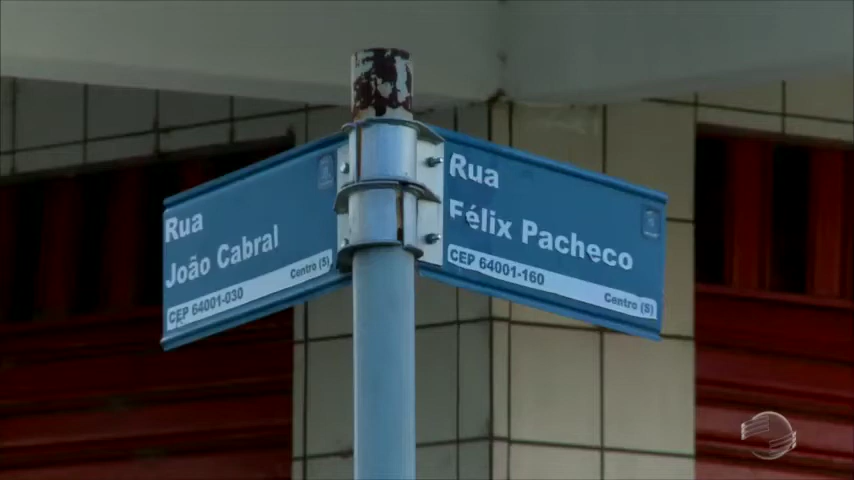 Rua
João Cabral
CEP 64001-030 Centro (S)
Rua
Félix Pacheco
CEP 64001-160 Centro (S)